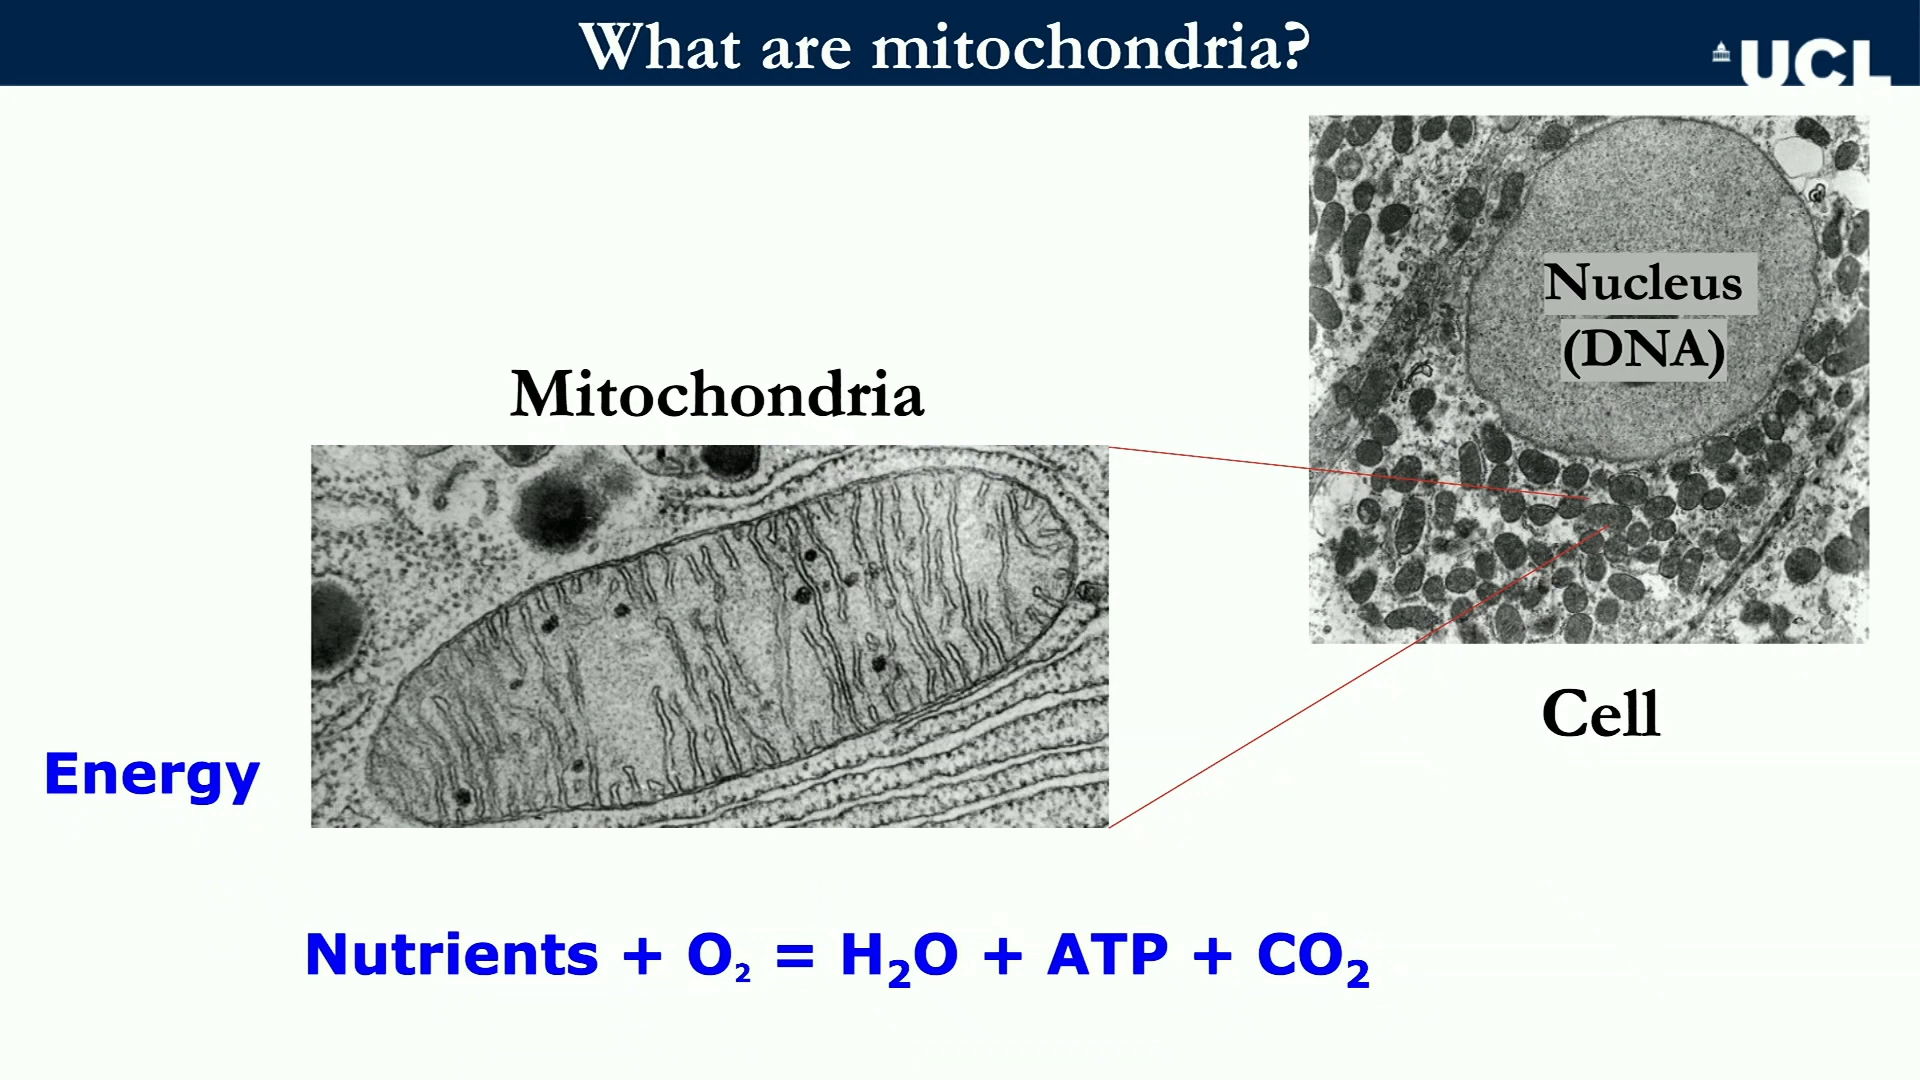 What are mitochondria?
UCL
Nucleus
(DNA)
Mitochondria
Cell
Energy
Nutrients + O₂ = H₂O + ATP + CO₂